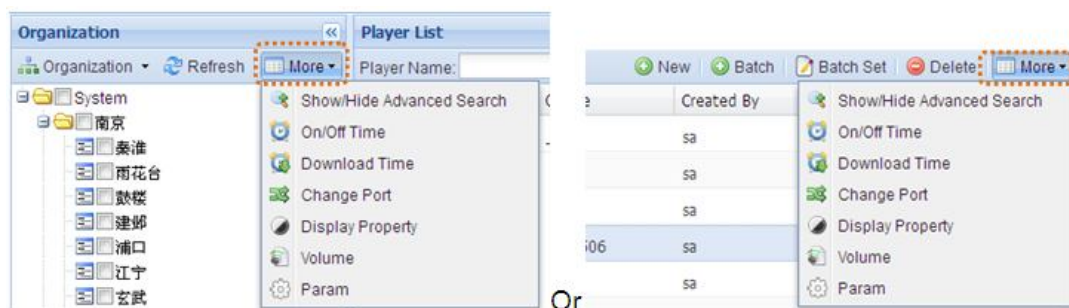 Organization
Player List
Organization Refresh More Player Name:
System
南京
秦淮
雨花台
鼓楼
建邺
浦口
江宁
玄武
Show/Hide Advanced Search
On/Off Time
Download Time
Change Port
Display Property
Volume
Param
Or
New Batch Batch Set Delete More
e Created By
sa
sa
sa
506 sa
sa
Show/Hide Advanced Search
On/Off Time
Download Time
Change Port
Display Property
Volume
Param